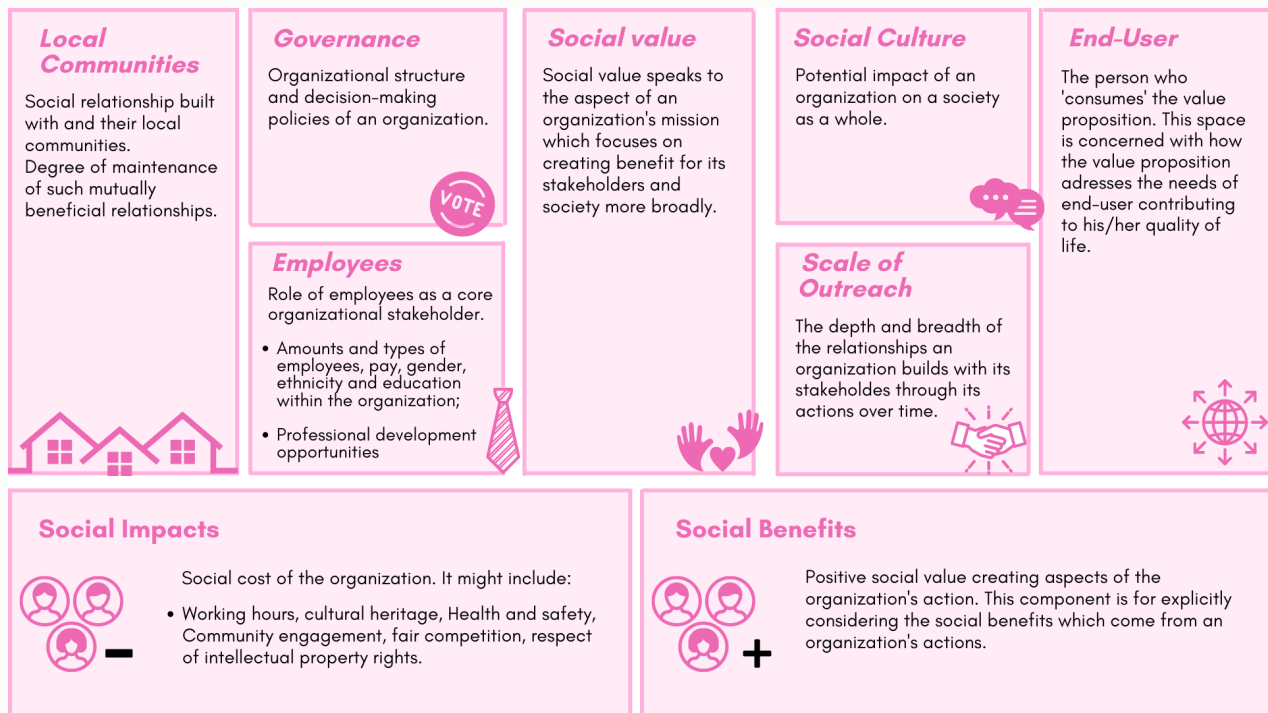 Local
Communities
Social relationship built
with and their local
communities.
Degree of maintenance
of such mutually
beneficial relationships.
Governance
Organizational structure
and decision-making
policies of an organization.
VOTE
Employees
Role of employees as a core
organizational stakeholder.
• Amounts and types of
employees, pay, gender,
ethnicity and education
within the organization;
• Professional development
opportunities
Social value
Social value speaks to
the aspect of an
organization's mission
which focuses on
creating benefit for its
stakeholders and
society more broadly.
Social Culture
Potential impact of an
organization on a society
as a whole.
Scale of
Outreach
The depth and breadth of
the relationships an
organization builds with its
stakeholdes through its
actions over time.
End-User
The person who
'consumes' the value
proposition. This space
is concerned with how
the value proposition
adresses the needs of
end-user contributing
to his/her quality of
life.
Social Impacts
Social cost of the organization. It might include:
• Working hours, cultural heritage, Health and safety,
Community engagement, fair competition, respect
of intellectual property rights.
Social Benefits
Positive social value creating aspects of the
organization's action. This component is for explicitly
considering the social benefits which come from an
organization's actions.